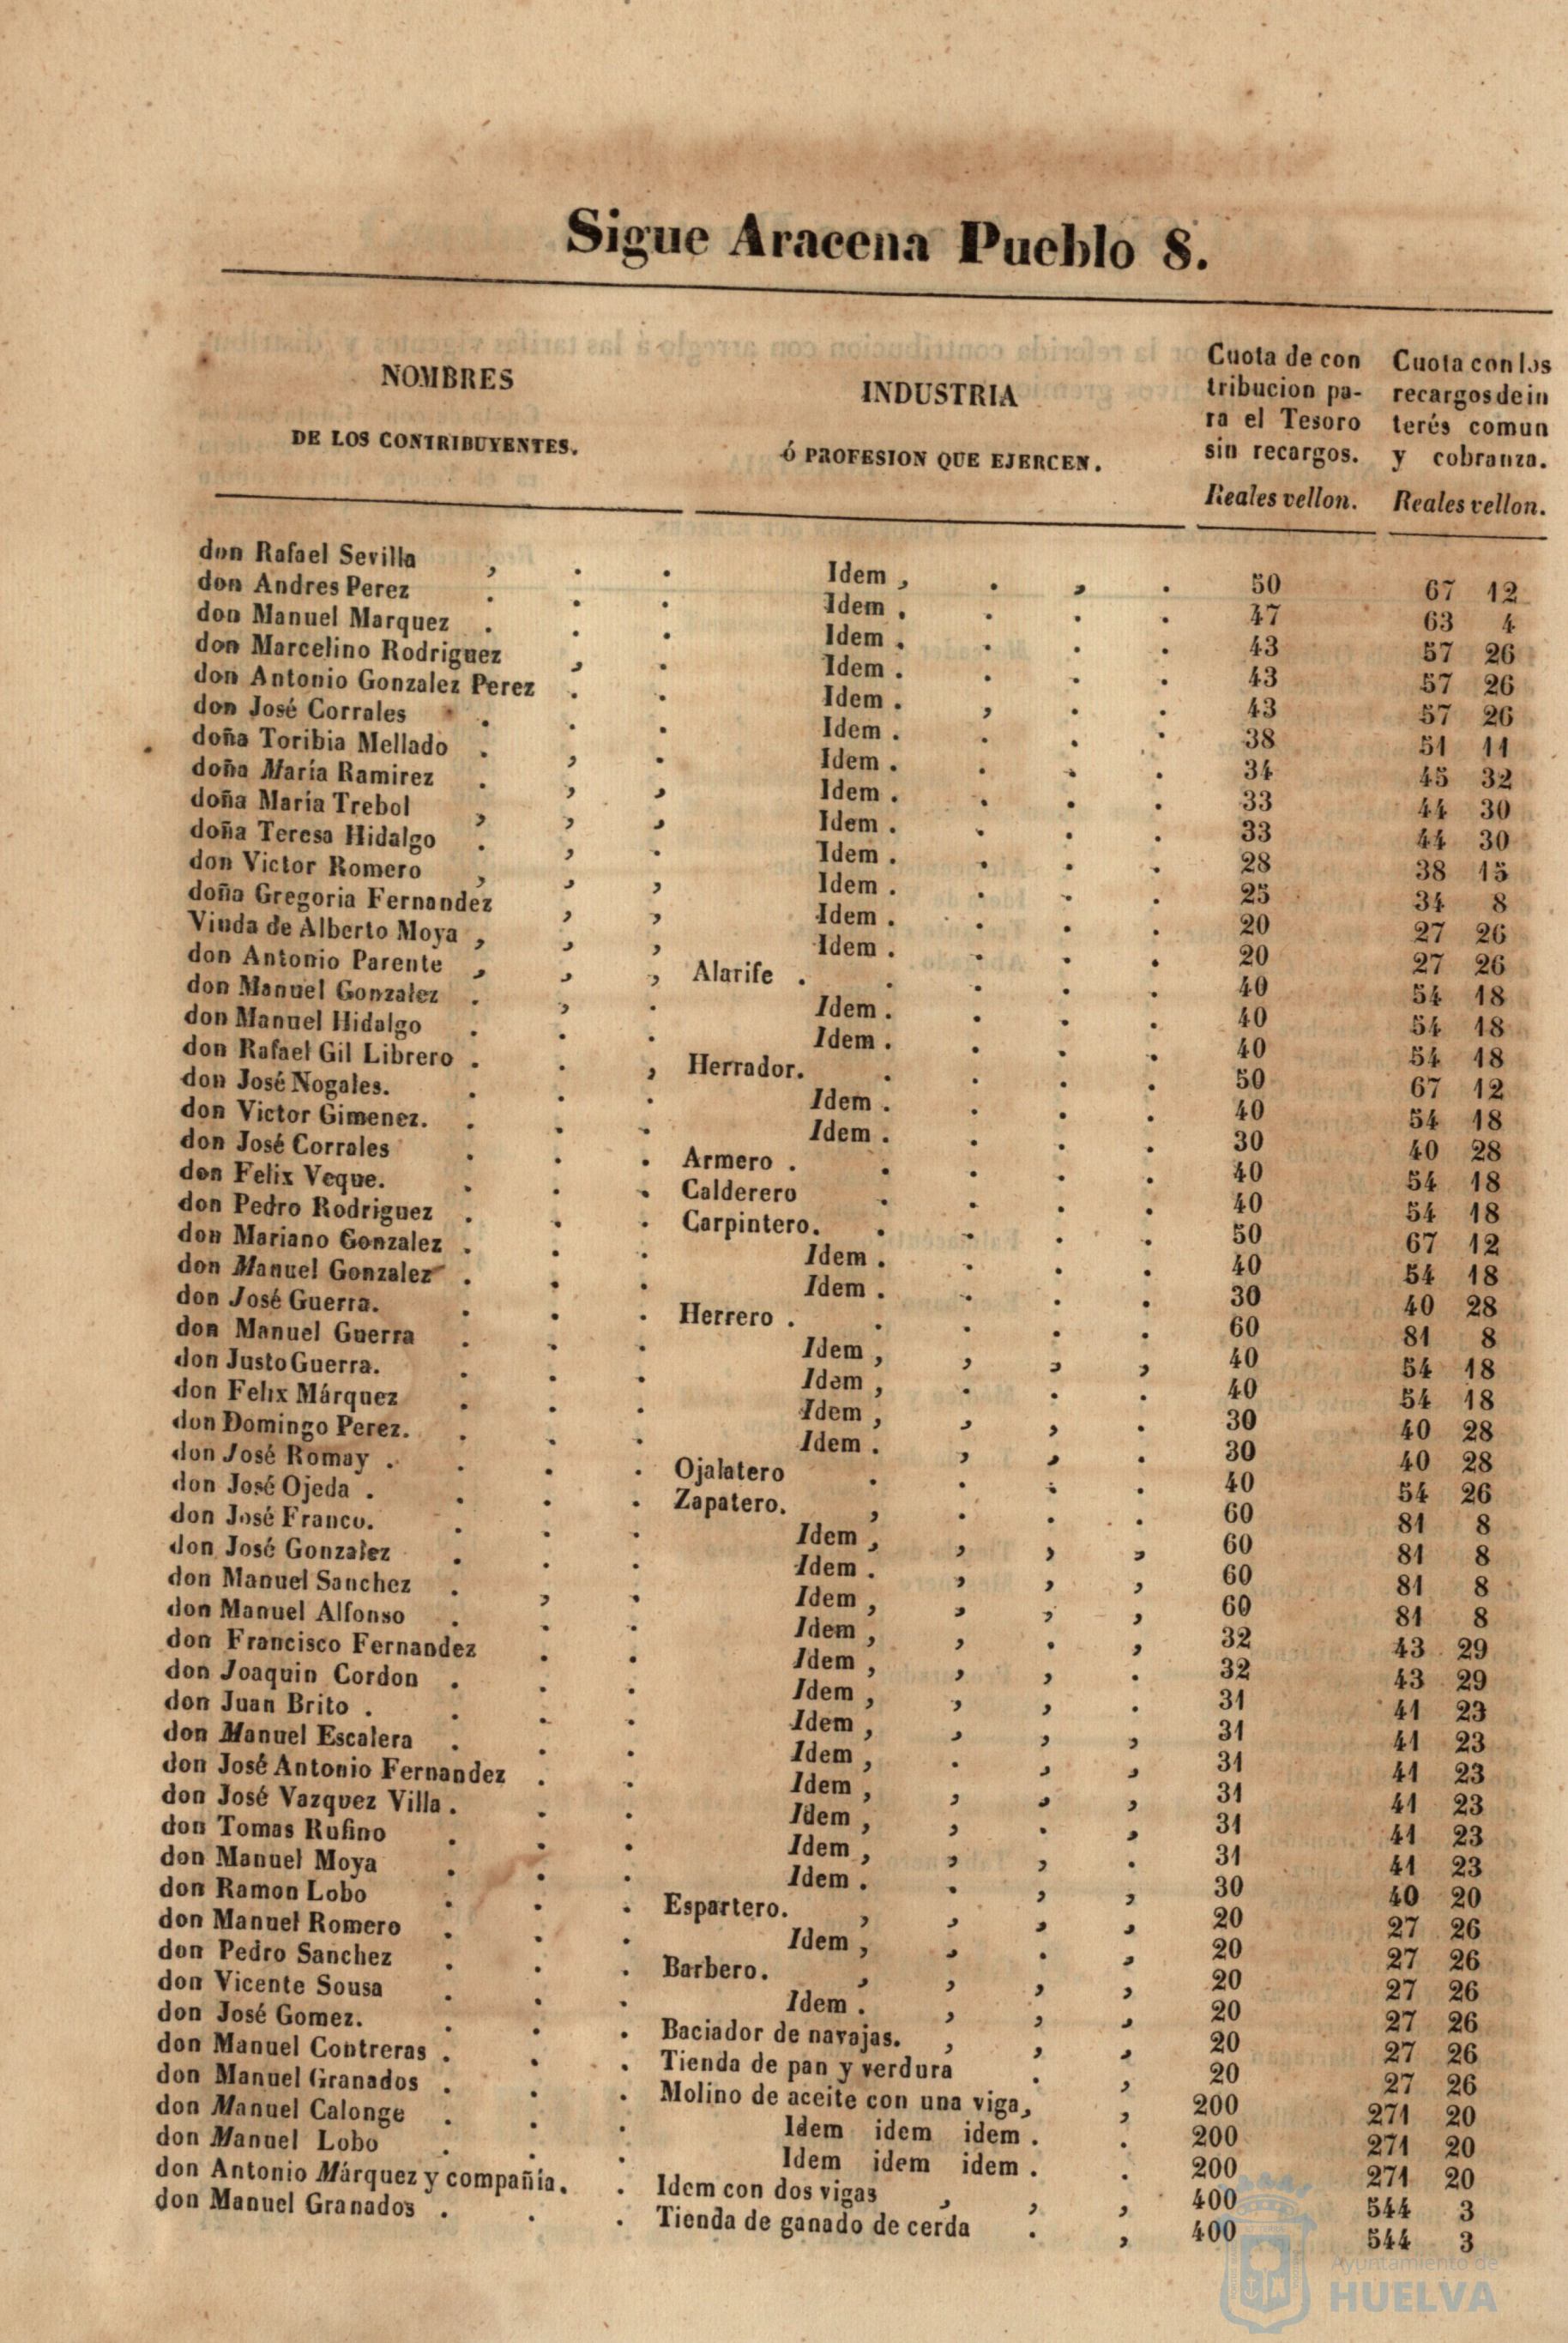 Sigue Aracena Pueblo 8.
NOMBRES DE LOS CONTRIBUYENTES.
INDUSTRIA Ó PROFESION QUE EJERCEN.
Cuota de con
tribucion pa-
ra el Tesoro
sin recargos.
Reales vellon.
Cuota con los
recargos de in
terés comun
y cobranza.
Reales vellon.
don Rafael Sevilla , . . Idem , . , . 50 67 12
don Andres Perez . . . Idem . . . . 47 63 4
don Manuel Marquez . . . Idem . . . . 43 57 26
don Marcelino Rodriguez , . Idem . . . . 43 57 26
don Antonio Gonzalez Perez . . Idem . , . . 43 57 26
don José Corrales . . . Idem . . . . 38 51 11
doña Toribia Mellado . , . Idem . . . . 34 45 32
doña María Ramirez . , , Idem . . . . 33 44 30
doña María Trebol , , , Idem . . . . 33 44 30
doña Teresa Hidalgo . , . Idem . . . . 28 38 15
don Victor Romero , , , Idem . . . . 25 34 8
doña Gregoria Fernandez , , Idem . . . . 20 27 26
Viuda de Alberto Moya , , , Idem . . . . 20 27 26
don Antonio Parente , , , Alarife . . . . . 40 54 18
don Manuel Gonzalez . , . Idem . . . . 40 54 18
don Manuel Hidalgo . . . Idem . . . . 40 54 18
don Rafael Gil Librero . . , Herrador. . . . . 50 67 12
don José Nogales. . . . Idem . . . . 40 54 18
don Victor Gimenez. . . . Idem . . . . 30 40 28
don José Corrales . . . Armero . . . . . 40 54 18
don Felix Veque. . . . Calderero . . . . 40 54 18
don Pedro Rodriguez . . . Carpintero. . . . . 50 67 12
don Mariano Gonzalez . . . Idem . . . . 40 54 18
don Manuel Gonzalez . . . Idem . . . . 30 40 28
don José Guerra. . . . Herrero . . . . . 60 81 8
don Manuel Guerra . . . Idem , , , , 40 54 18
don Justo Guerra. . . . Idem , . . . 40 54 18
don Felix Márquez . . . Idem , , , . 30 40 28
don Domingo Perez. . . . Idem . , , . 30 40 28
don José Romay . . . . Ojalatero . . . . 40 54 26
don José Ojeda . . . . Zapatero. , . . . 60 81 8
don José Franco. . . . Idem , , , , 60 81 8
don José Gonzalez . . . Idem . , , , 60 81 8
don Manuel Sanchez . , . Idem , , , , 60 81 8
don Manuel Alfonso . . . Idem , , . , 32 43 29
don Francisco Fernandez . . Idem , , , . 32 43 29
don Joaquin Cordon . . . Idem , , , . 31 41 23
don Juan Brito . . . . Idem , , , , 31 41 23
don Manuel Escalera . . . Idem , . , , 31 41 23
don José Antonio Fernandez . . Idem , , , , 31 41 23
don José Vazquez Villa . . . Idem , , . , 31 41 23
don Tomas Rufino . . . Idem , , , . 31 41 23
don Manuel Moya . . . Idem . . , , 30 40 20
don Ramon Lobo . . . Espartero. , , , , 20 27 26
don Manuel Romero . . . Idem , , . , 20 27 26
don Pedro Sanchez . . . Barbero. , , , , 20 27 26
don Vicente Sousa . . . Idem . , , , 20 27 26
don José Gomez. . . . Baciador de navajas. , , , 20 27 26
don Manuel Contreras . . . Tienda de pan y verdura . , 20 27 26
don Manuel Granados . . . Molino de aceite con una viga, , 200 271 20
don Manuel Calonge . . . Idem idem idem . . 200 271 20
don Manuel Lobo . . . Idem idem idem . . 200 271 20
don Antonio Márquez y compañia. . Idem con dos vigas , , , 400 544 3
don Manuel Granados . . . Tienda de ganado de cerda . , 400 544 3
Ayuntamiento de
HUELVA